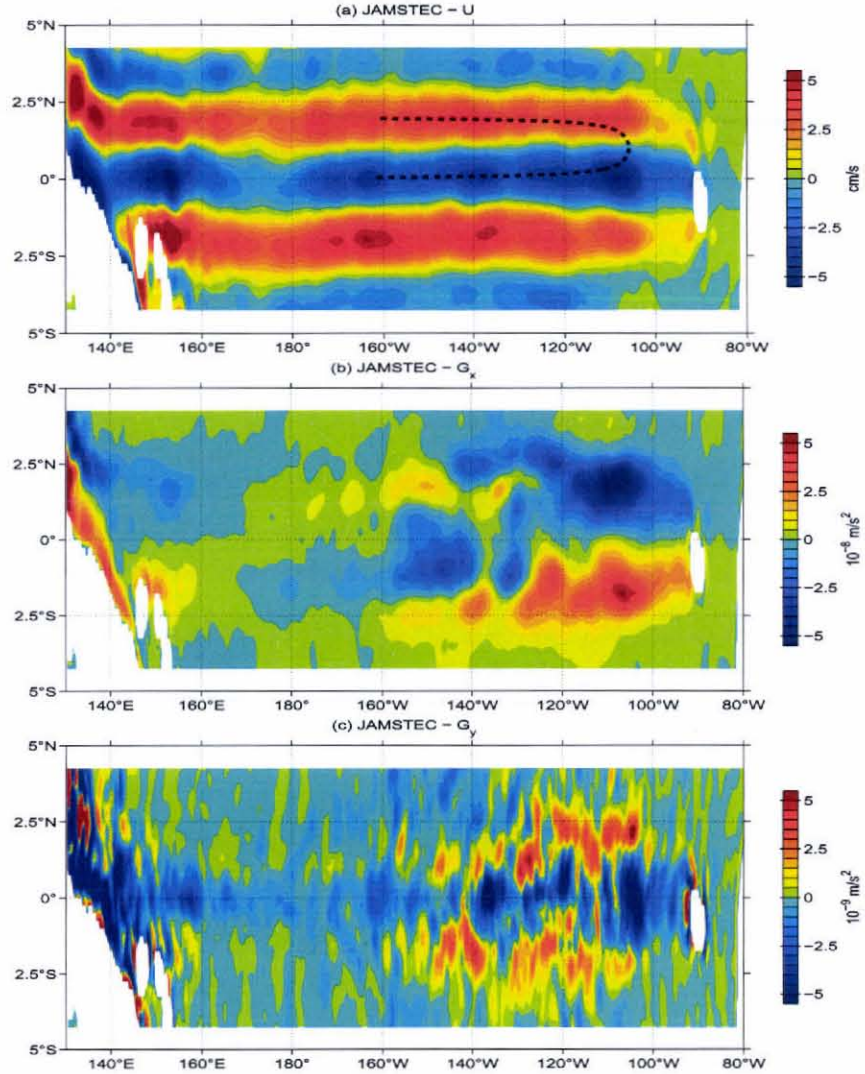 (a) JAMSTEC – U
5°N
2.5°N
0°
2.5°S
5°S
140°E 160°E 180° 160°W 140°W 120°W 100°W 80°W
5
2.5
0
−2.5
−5
cm/s
(b) JAMSTEC – Gx
5°N
2.5°N
0°
2.5°S
5°S
140°E 160°E 180° 160°W 140°W 120°W 100°W 80°W
5
2.5
0
−2.5
−5
10⁻⁸ m/s²
(c) JAMSTEC – Gy
5°N
2.5°N
0°
2.5°S
5°S
140°E 160°E 180° 160°W 140°W 120°W 100°W 80°W
5
2.5
0
−2.5
−5
10⁻⁹ m/s²